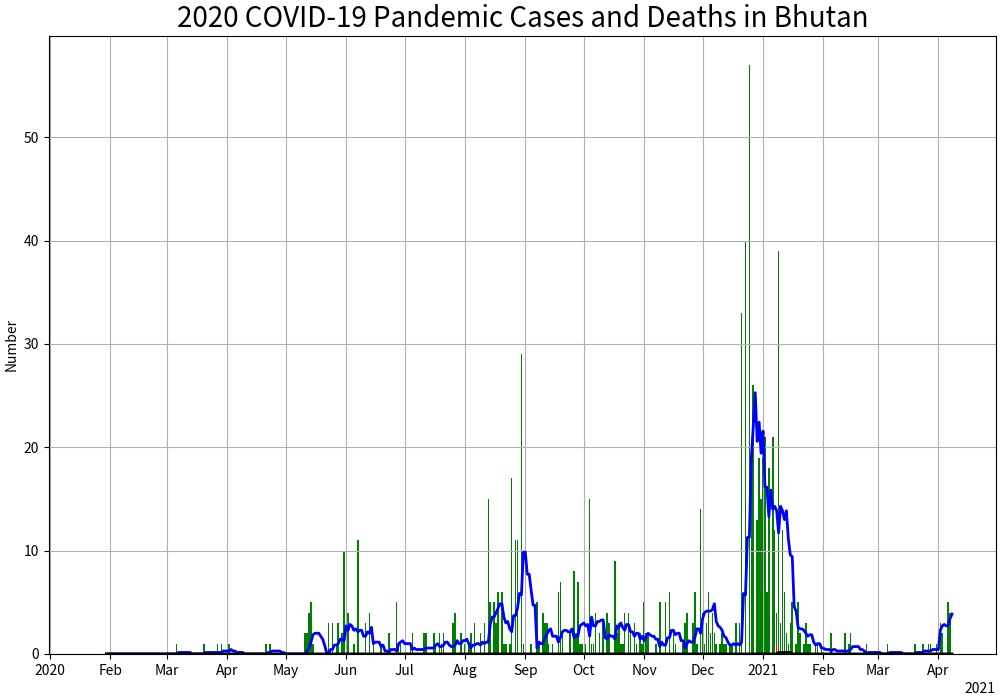 2020 COVID-19 Pandemic Cases and Deaths in Bhutan
Number
50
40
30
20
10
0
2020 Feb Mar Apr May Jun Jul Aug Sep Oct Nov Dec 2021 Feb Mar Apr
2021